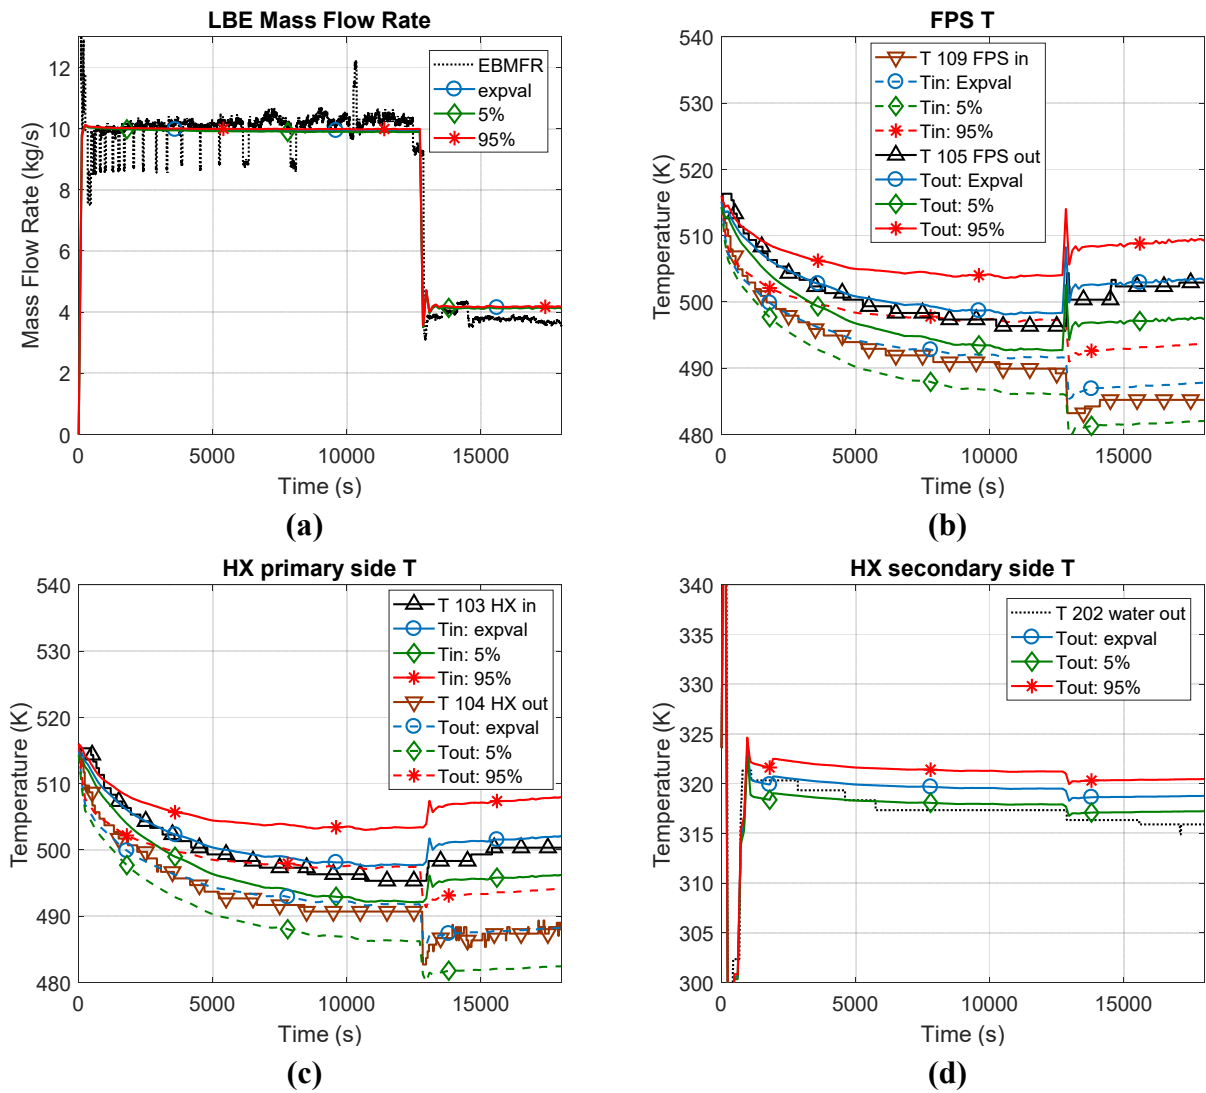 LBE Mass Flow Rate
12
10
8
6
4
2
0
0
5000
10000
15000
Mass Flow Rate (kg/s)
Time (s)
EBMFR
expval
5%
95%
(a)
FPS T
540
530
520
510
500
490
480
0
5000
10000
15000
Temperature (K)
Time (s)
T 109 FPS in
Tin: Expval
Tin: 5%
Tin: 95%
T 105 FPS out
Tout: Expval
Tout: 5%
Tout: 95%
(b)
HX primary side T
540
530
520
510
500
490
480
0
5000
10000
15000
Temperature (K)
Time (s)
T 103 HX in
Tin: expval
Tin: 5%
Tin: 95%
T 104 HX out
Tout: expval
Tout: 5%
Tout: 95%
(c)
HX secondary side T
340
335
330
325
320
315
310
305
300
0
5000
10000
15000
Temperature (K)
Time (s)
T 202 water out
Tout: expval
Tout: 5%
Tout: 95%
(d)